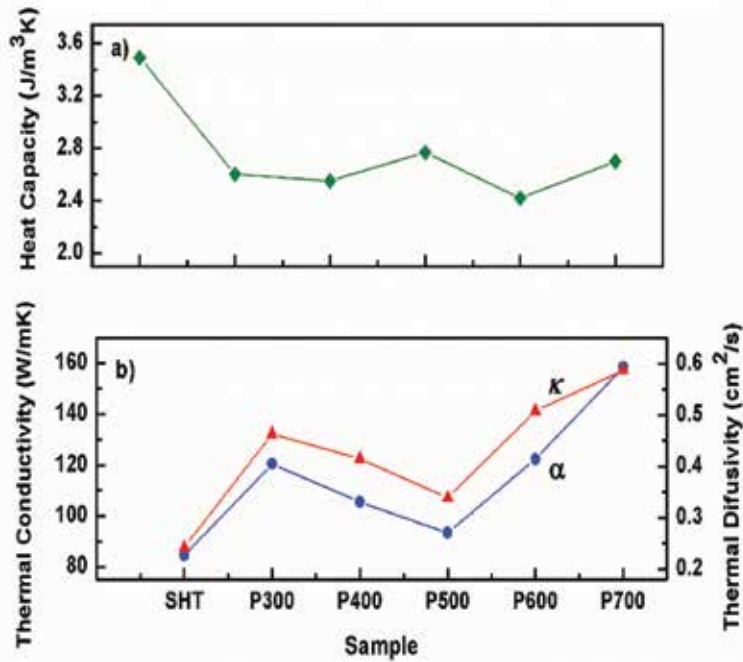 Heat Capacity (J/m³K)
3.6
3.2
2.8
2.4
2.0
a)
Thermal Conductivity (W/mK)
160
140
120
100
80
b)
κ
α
0.6
0.5
0.4
0.3
0.2
Thermal Difusivity (cm²/s)
SHT P300 P400 P500 P600 P700
Sample